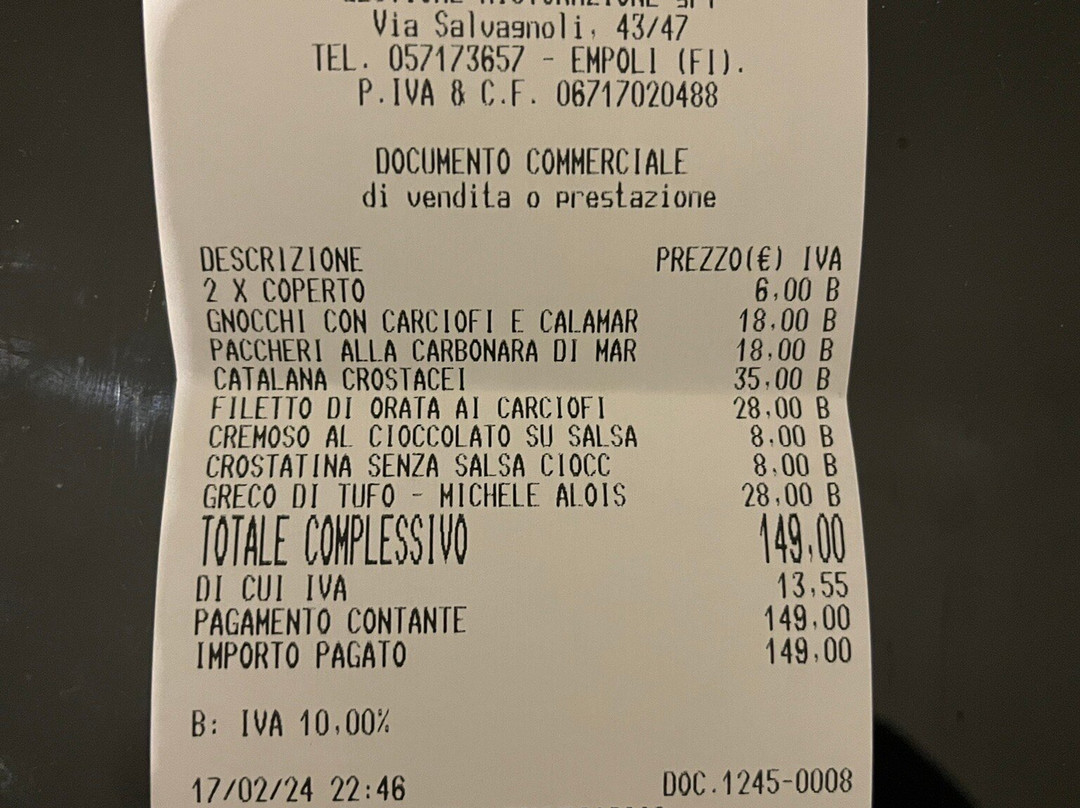 Via Salvagnoli, 43/47
TEL. 057173657 - EMPOLI (FI).
P.IVA & C.F. 06717020488
DOCUMENTO COMMERCIALE
di vendita o prestazione
DESCRIZIONE PREZZO(€) IVA
2 X COPERTO 6,00 B
GNOCCHI CON CARCIOFI E CALAMAR 18,00 B
PACCHERI ALLA CARBONARA DI MAR 18,00 B
CATALANA CROSTACEI 35,00 B
FILETTO DI ORATA AI CARCIOFI 28,00 B
CREMOSO AL CIOCCOLATO SU SALSA 8,00 B
CROSTATINA SENZA SALSA CIOCC 8,00 B
GRECO DI TUFO - MICHELE ALOIS 28,00 B
TOTALE COMPLESSIVO 149,00
DI CUI IVA 13,55
PAGAMENTO CONTANTE 149,00
IMPORTO PAGATO 149,00
B: IVA 10,00%
17/02/24 22:46 DOC.1245-0008